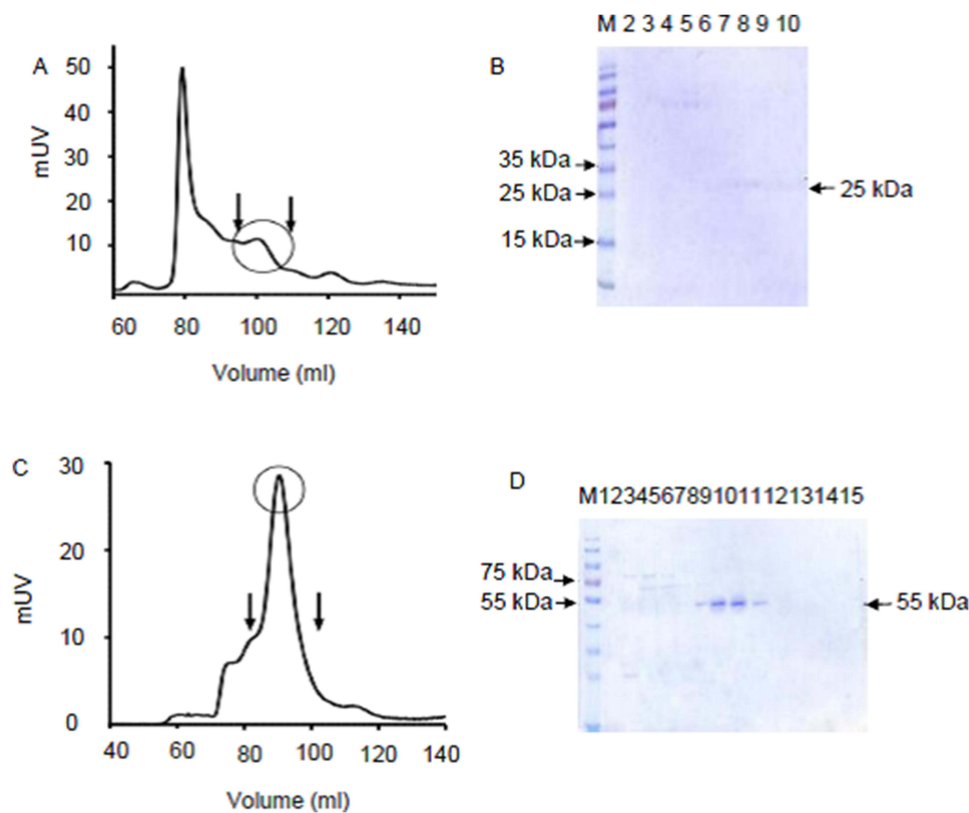 A
50
40
30
20
10
mUV
60 80 100 120 140
Volume (ml)
B
M 2 3 4 5 6 7 8 9 10
35 kDa
25 kDa
15 kDa
25 kDa
C
30
20
10
0
mUV
40 60 80 100 120 140
Volume (ml)
D
M123456789101112131415
75 kDa
55 kDa
55 kDa